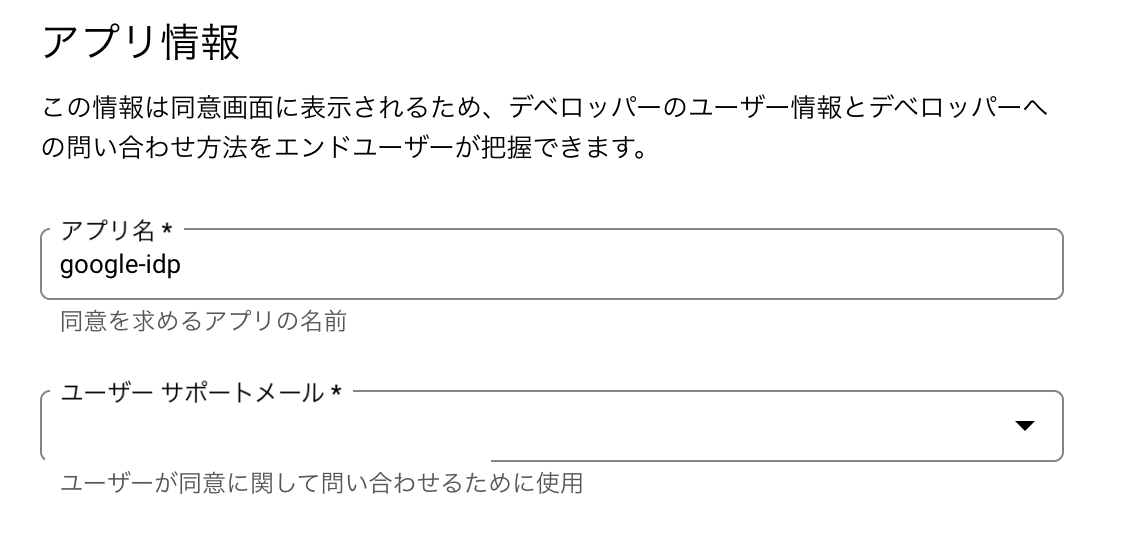 アプリ情報
この情報は同意画面に表示されるため、デベロッパーのユーザー情報とデベロッパーへ
の問い合わせ方法をエンドユーザーが把握できます。
アプリ名 *
google-idp
同意を求めるアプリの名前
ユーザー サポートメール *
ユーザーが同意に関して問い合わせるために使用